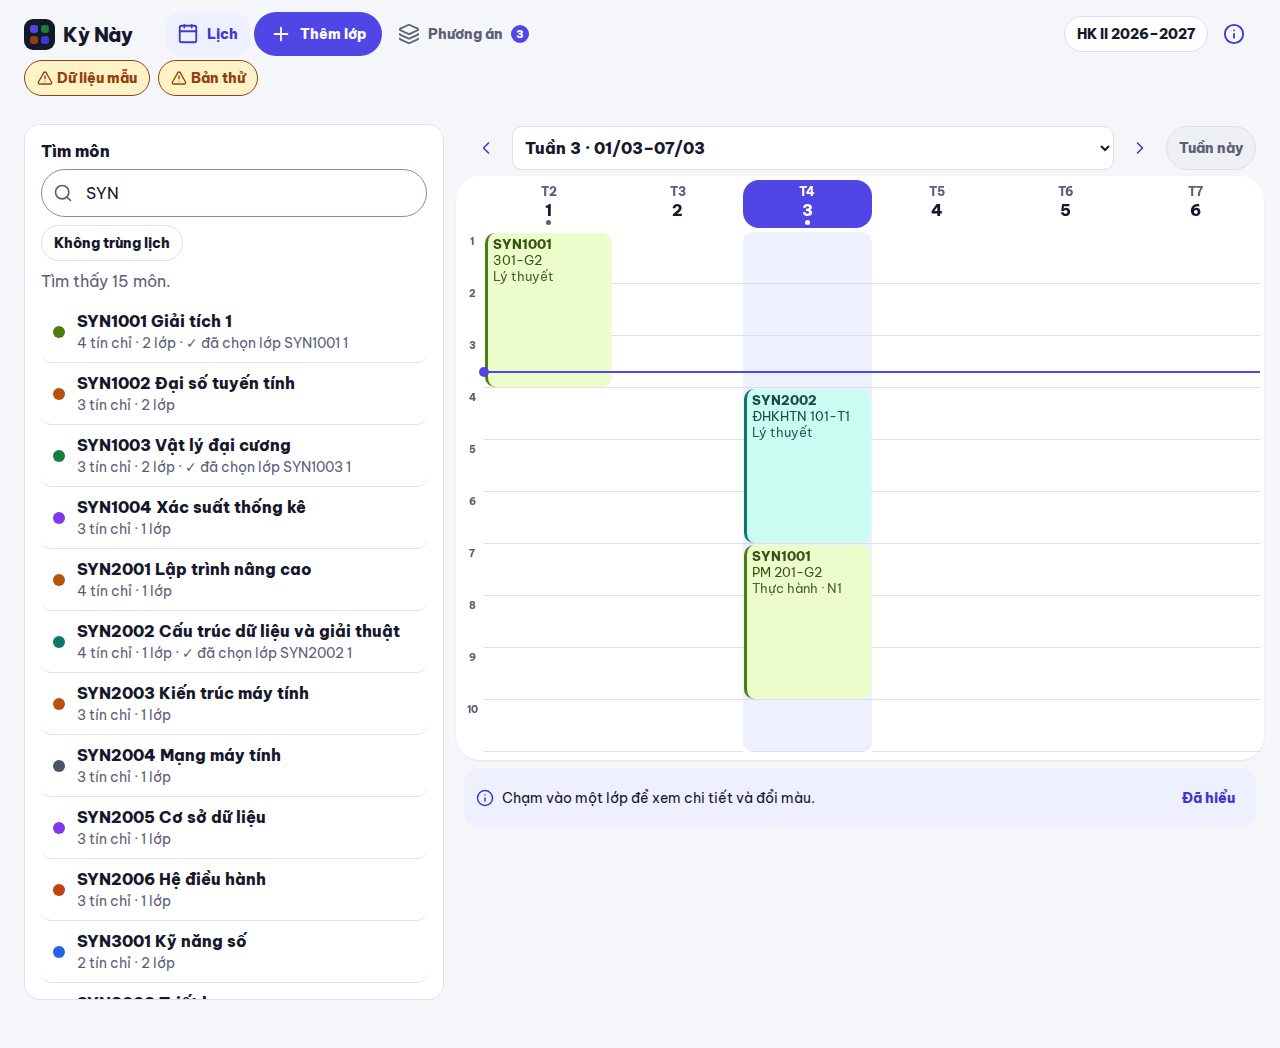 Kỳ Này
Lịch
Thêm lớp
Phương án 3
HK II 2026–2027
Dữ liệu mẫu
Bản thử
Tìm môn
SYN
Không trùng lịch
Tìm thấy 15 môn.
SYN1001 Giải tích 1
4 tín chỉ · 2 lớp · ✓ đã chọn lớp SYN1001 1
SYN1002 Đại số tuyến tính
3 tín chỉ · 2 lớp
SYN1003 Vật lý đại cương
3 tín chỉ · 2 lớp · ✓ đã chọn lớp SYN1003 1
SYN1004 Xác suất thống kê
3 tín chỉ · 1 lớp
SYN2001 Lập trình nâng cao
4 tín chỉ · 1 lớp
SYN2002 Cấu trúc dữ liệu và giải thuật
4 tín chỉ · 1 lớp · ✓ đã chọn lớp SYN2002 1
SYN2003 Kiến trúc máy tính
3 tín chỉ · 1 lớp
SYN2004 Mạng máy tính
3 tín chỉ · 1 lớp
SYN2005 Cơ sở dữ liệu
3 tín chỉ · 1 lớp
SYN2006 Hệ điều hành
3 tín chỉ · 1 lớp
SYN3001 Kỹ năng số
2 tín chỉ · 2 lớp
Tuần 3 · 01/03–07/03
Tuần này
T2 T3 T4 T5 T6 T7
1 2 3 4 5 6
1
SYN1001
301-G2
Lý thuyết
2
3
4
SYN2002
ĐHKHTN 101-T1
Lý thuyết
5
6
7
SYN1001
PM 201-G2
Thực hành · N1
8
9
10
Chạm vào một lớp để xem chi tiết và đổi màu.
Đã hiểu